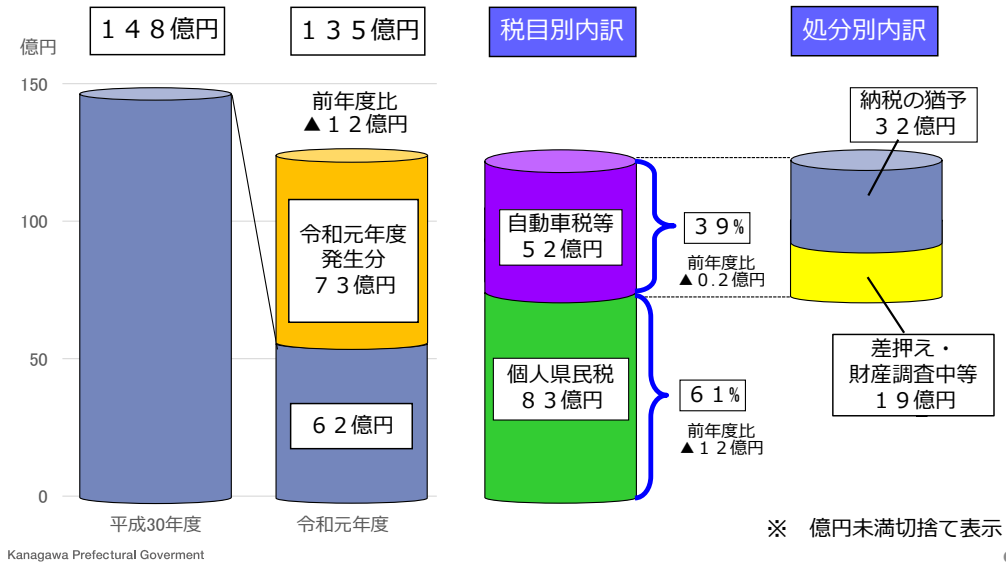 １４８億円
１３５億円
税目別内訳
処分別内訳
億円
150
100
50
0
前年度比
▲１２億円
令和元年度
発生分
７３億円
６２億円
平成30年度
令和元年度
自動車税等
５２億円
３９%
前年度比
▲０.２億円
個人県民税
８３億円
６１%
前年度比
▲１２億円
納税の猶予
３２億円
差押え・
財産調査中等
１９億円
※　億円未満切捨て表示
Kanagawa Prefectural Goverment